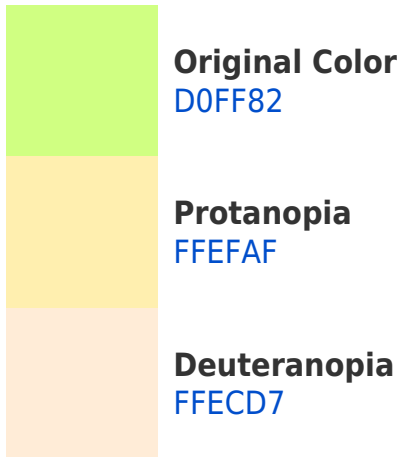 Original Color
D0FF82
Protanopia
FFEFAF
Deuteranopia
FFECD7